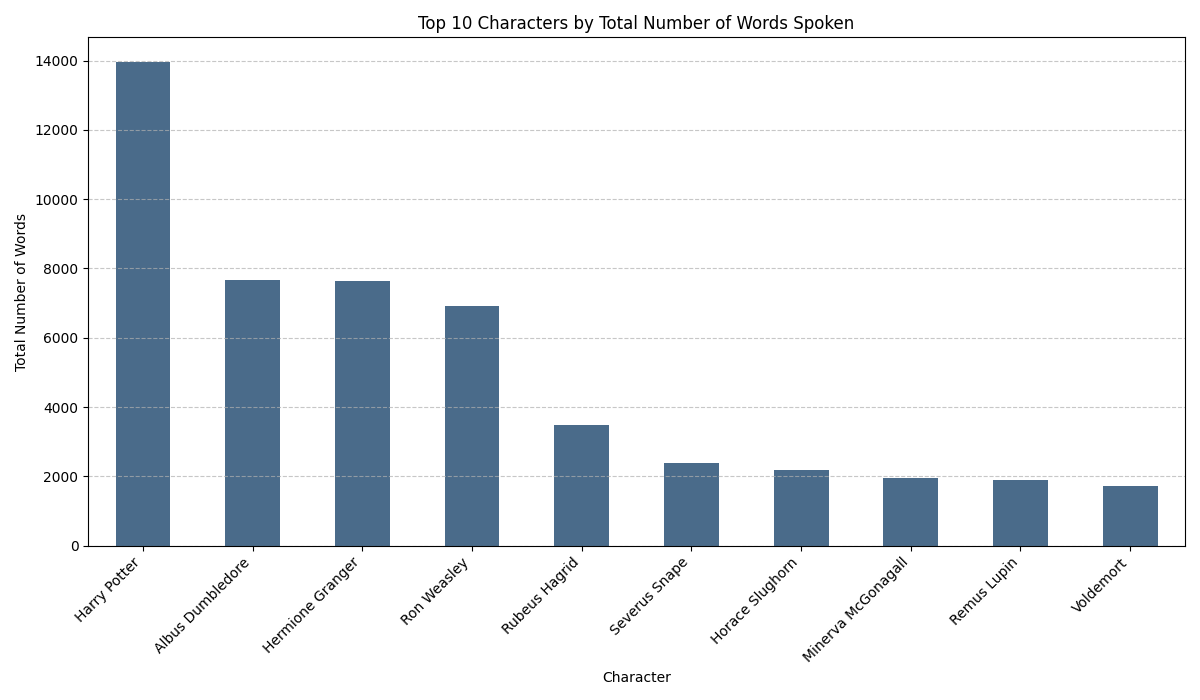 Top 10 Characters by Total Number of Words Spoken
Total Number of Words
14000
12000
10000
8000
6000
4000
2000
0
Harry Potter
Albus Dumbledore
Hermione Granger
Ron Weasley
Rubeus Hagrid
Severus Snape
Horace Slughorn
Minerva McGonagall
Remus Lupin
Voldemort
Character